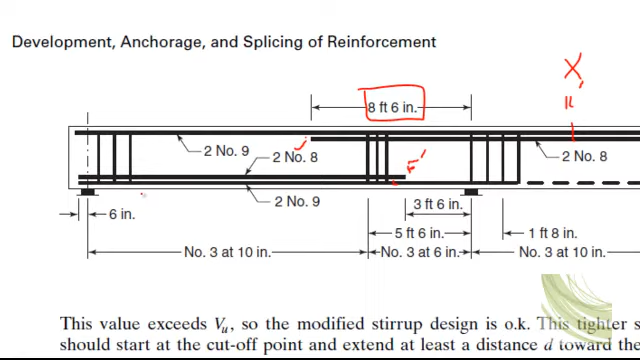 Development, Anchorage, and Splicing of Reinforcement
X
8 ft 6 in.
2 No. 9
2 No. 8
2 No. 8
2 No. 9
6 in.
3 ft 6 in.
5 ft 6 in.
1 ft 8 in.
No. 3 at 10 in.
No. 3 at 6 in.
No. 3 at 10 in.
This value exceeds Vu, so the modified stirrup design is o.k. This tighter s
should start at the cut-off point and extend at least a distance d toward the